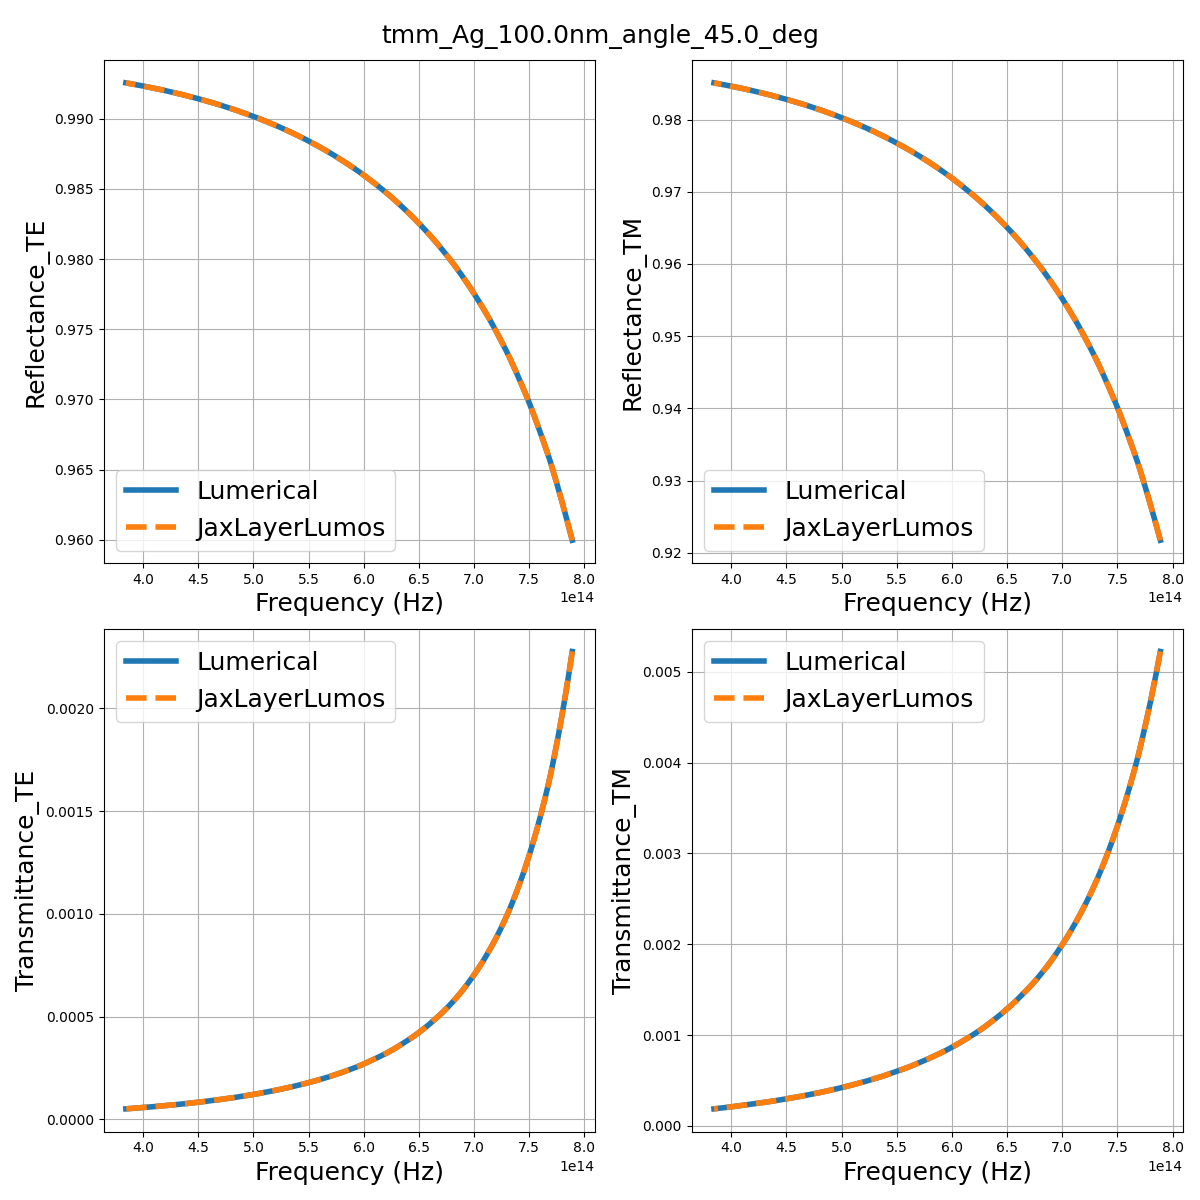 tmm_Ag_100.0nm_angle_45.0_deg
Reflectance_TE
0.990
0.985
0.980
0.975
0.970
0.965
0.960
Lumerical
JaxLayerLumos
4.0 4.5 5.0 5.5 6.0 6.5 7.0 7.5 8.0
1e14
Frequency (Hz)
Reflectance_TM
0.98
0.97
0.96
0.95
0.94
0.93
0.92
Lumerical
JaxLayerLumos
4.0 4.5 5.0 5.5 6.0 6.5 7.0 7.5 8.0
1e14
Frequency (Hz)
Transmittance_TE
0.0020
0.0015
0.0010
0.0005
0.0000
Lumerical
JaxLayerLumos
4.0 4.5 5.0 5.5 6.0 6.5 7.0 7.5 8.0
1e14
Frequency (Hz)
Transmittance_TM
0.005
0.004
0.003
0.002
0.001
0.000
Lumerical
JaxLayerLumos
4.0 4.5 5.0 5.5 6.0 6.5 7.0 7.5 8.0
1e14
Frequency (Hz)